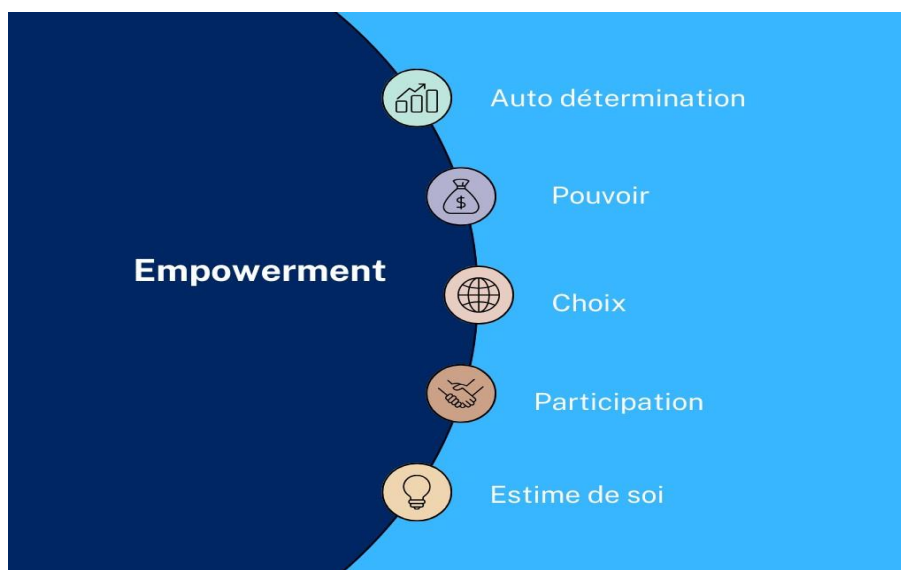 Auto détermination
Pouvoir
Empowerment
Choix
Participation
Estime de soi